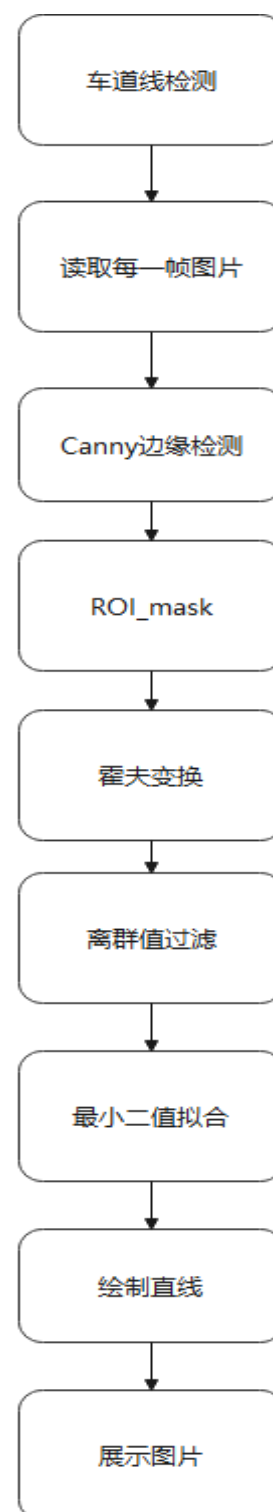 车道线检测
读取每一帧图片
Canny边缘检测
ROI_mask
霍夫变换
离群值过滤
最小二值拟合
绘制直线
展示图片